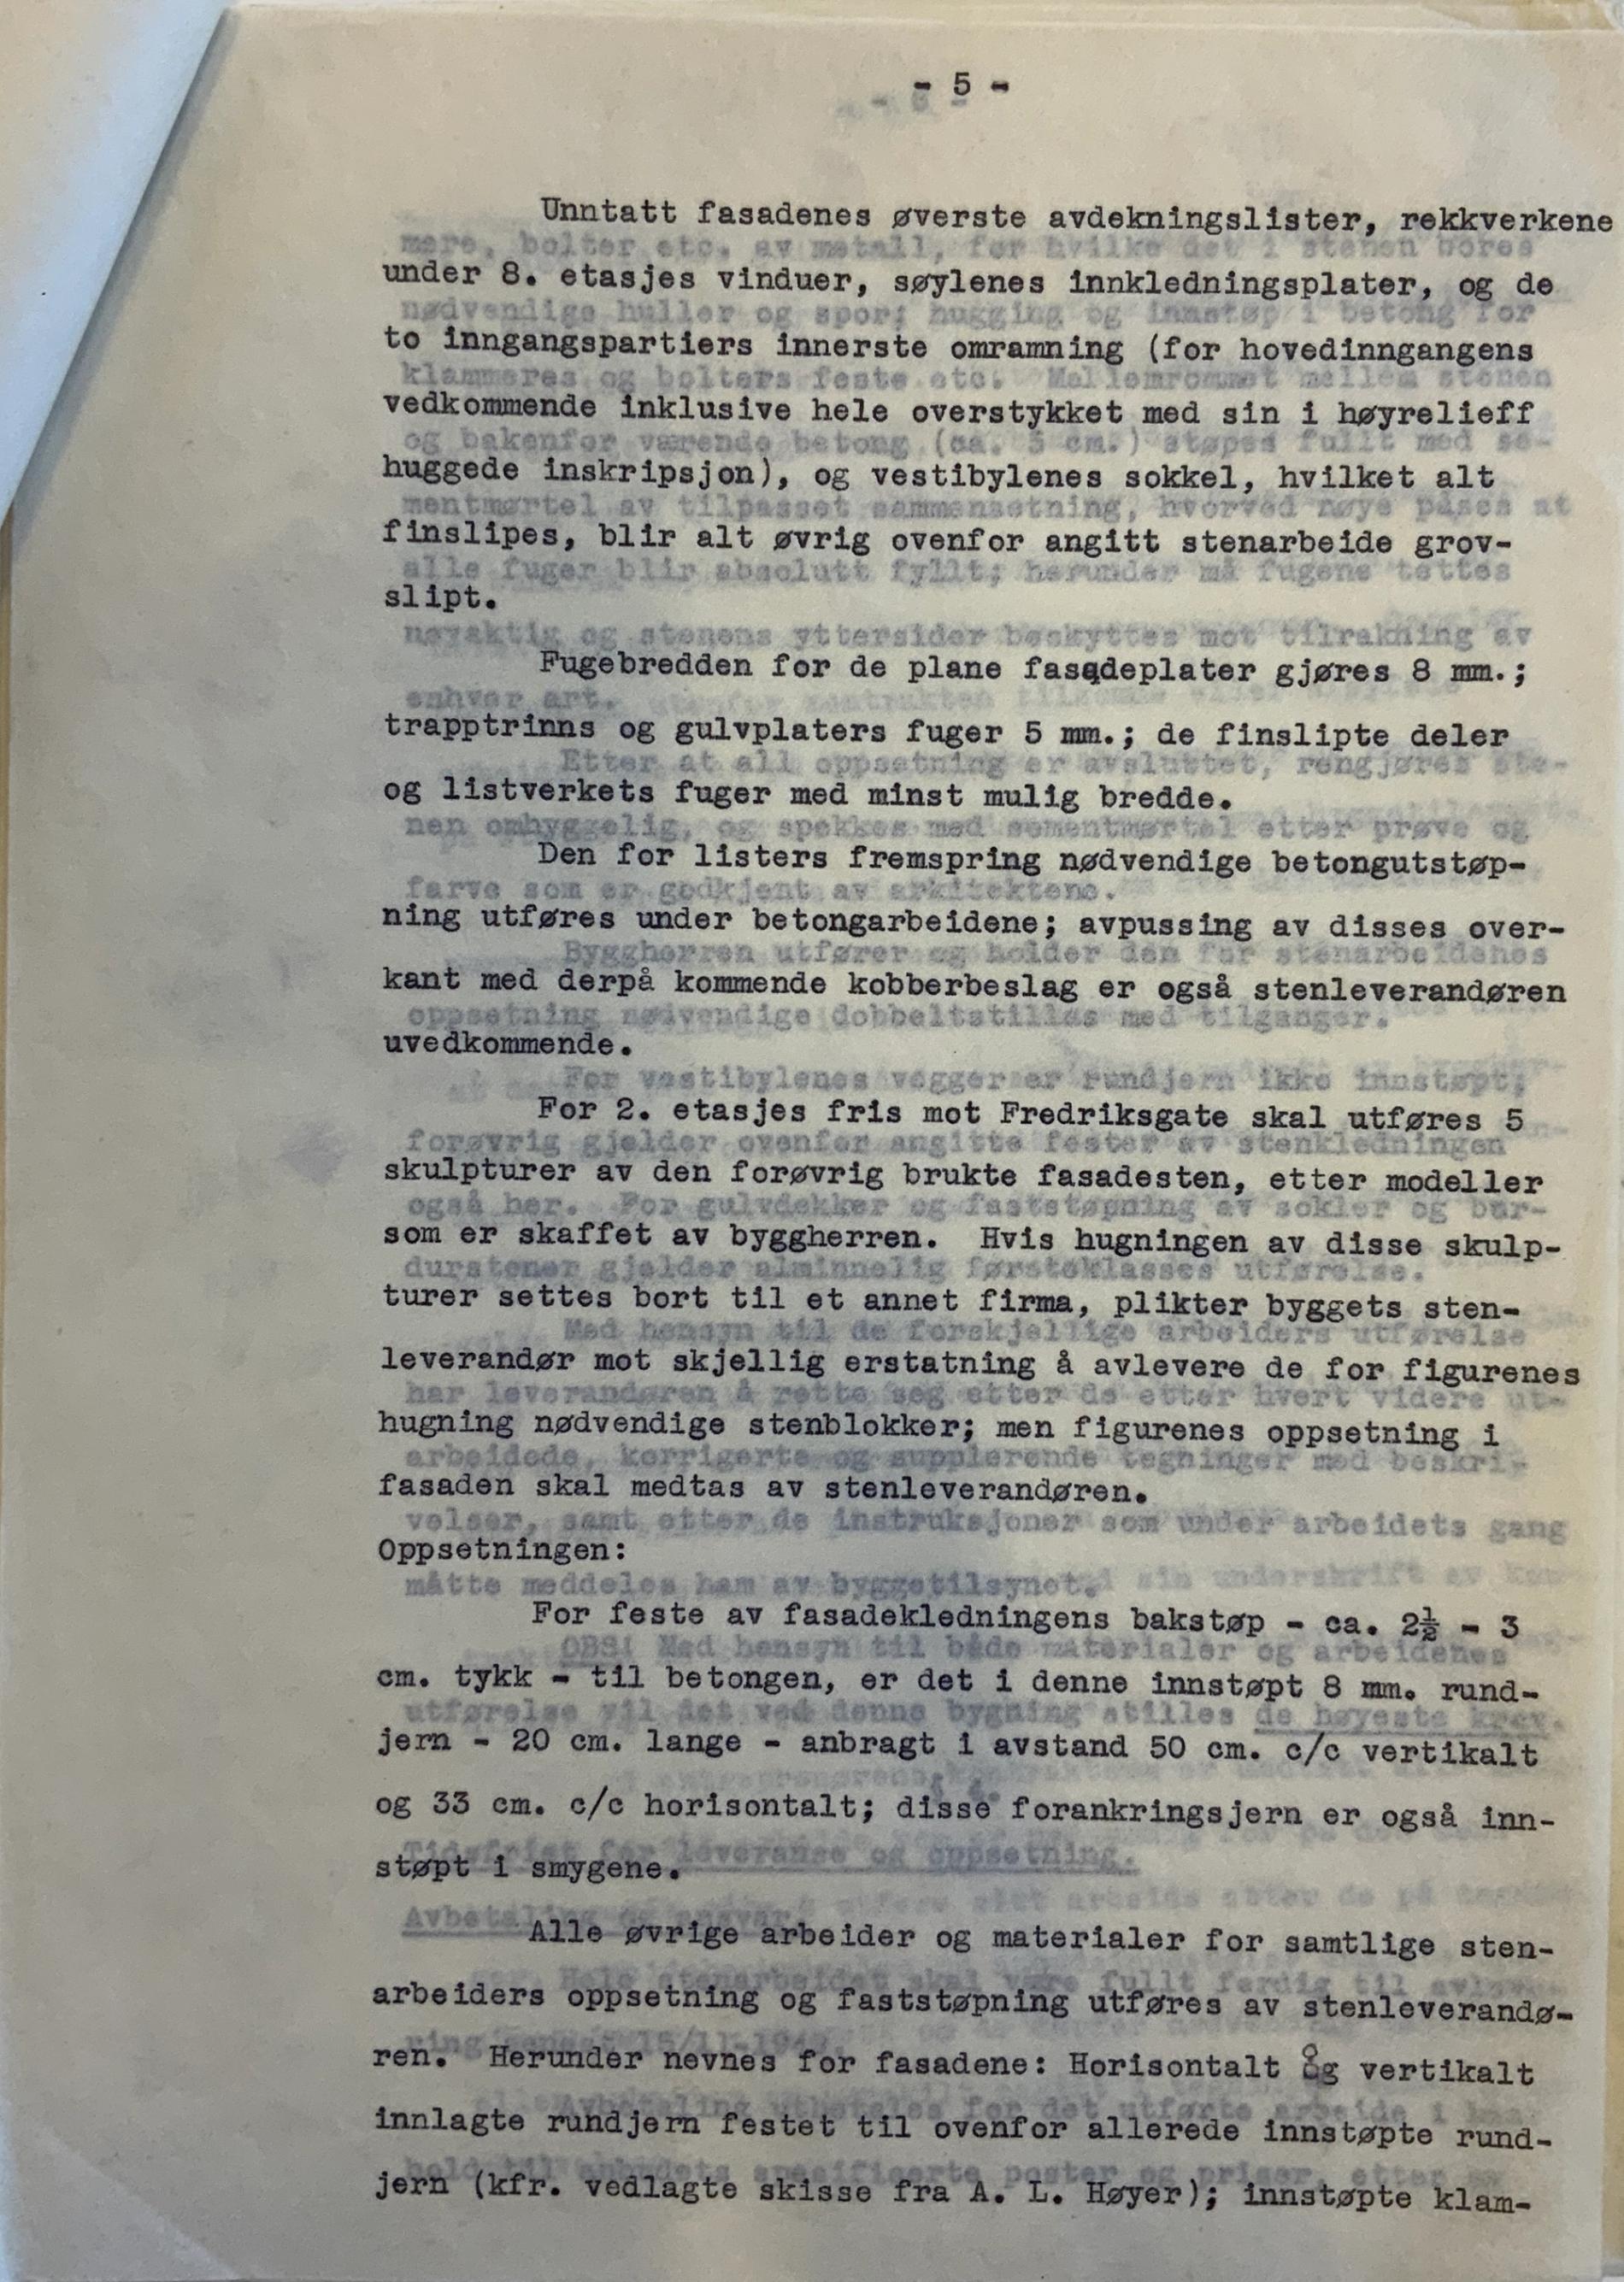 - 5 -
Unntatt fasadenes øverste avdekningslister, rekkverkene
under 8. etasjes vinduer, søylenes innkledningsplater, og de
to inngangspartiers innerste omramning (for hovedinngangens
vedkommende inklusive hele overstykket med sin i høyrelieff
huggede inskripsjon), og vestibylenes sokkel, hvilket alt
finslipes, blir alt øvrig ovenfor angitt stenarbeide grov-
slipt.
Fugebredden for de plane fasadeplater gjøres 8 mm.;
trapptrinns og gulvplaters fuger 5 mm.; de finslipte deler
og listverkets fuger med minst mulig bredde.
Den for listers fremspring nødvendige betongutstøp-
ning utføres under betongarbeidene; avpussing av disses over-
kant med derpå kommende kobberbeslag er også stenleverandøren
uvedkommende.
For 2. etasjes fris mot Fredriksgate skal utføres 5
skulpturer av den forøvrig brukte fasadesten, etter modeller
som er skaffet av byggherren. Hvis hugningen av disse skulp-
turer settes bort til et annet firma, plikter byggets sten-
leverandør mot skjellig erstatning å avlevere de for figurenes
hugning nødvendige stenblokker; men figurenes oppsetning i
fasaden skal medtas av stenleverandøren.
Oppsetningen:
For feste av fasadekledningens bakstøp - ca. 2½ - 3
cm. tykk - til betongen, er det i denne innstøpt 8 mm. rund-
jern - 20 cm. lange - anbragt i avstand 50 cm. c/c vertikalt
og 33 cm. c/c horisontalt; disse forankringsjern er også inn-
støpt i smygene.
Alle øvrige arbeider og materialer for samtlige sten-
arbeiders oppsetning og faststøpning utføres av stenleverandø-
ren. Herunder nevnes for fasadene: Horisontalt og vertikalt
innlagte rundjern festet til ovenfor allerede innstøpte rund-
jern (kfr. vedlagte skisse fra A. L. Høyer); innstøpte klam-